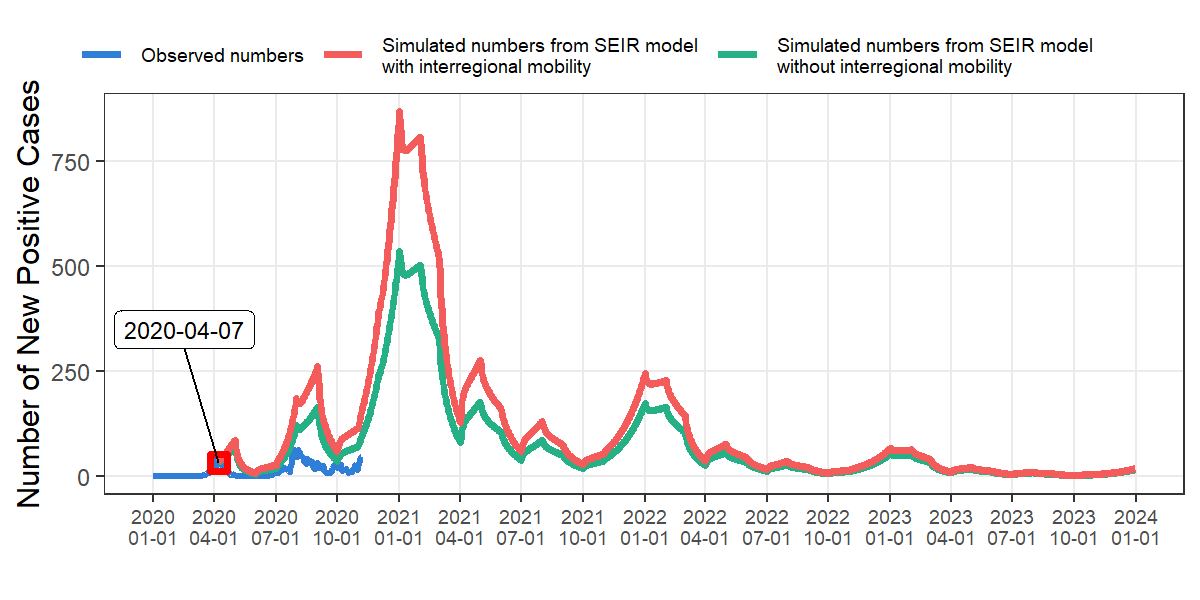 Observed numbers
Simulated numbers from SEIR model
with interregional mobility
Simulated numbers from SEIR model
without interregional mobility
Number of New Positive Cases
750
500
250
0
2020-04-07
2020 2020 2020 2020 2021 2021 2021 2021 2022 2022 2022 2022 2023 2023 2023 2023 2024
01-01 04-01 07-01 10-01 01-01 04-01 07-01 10-01 01-01 04-01 07-01 10-01 01-01 04-01 07-01 10-01 01-01